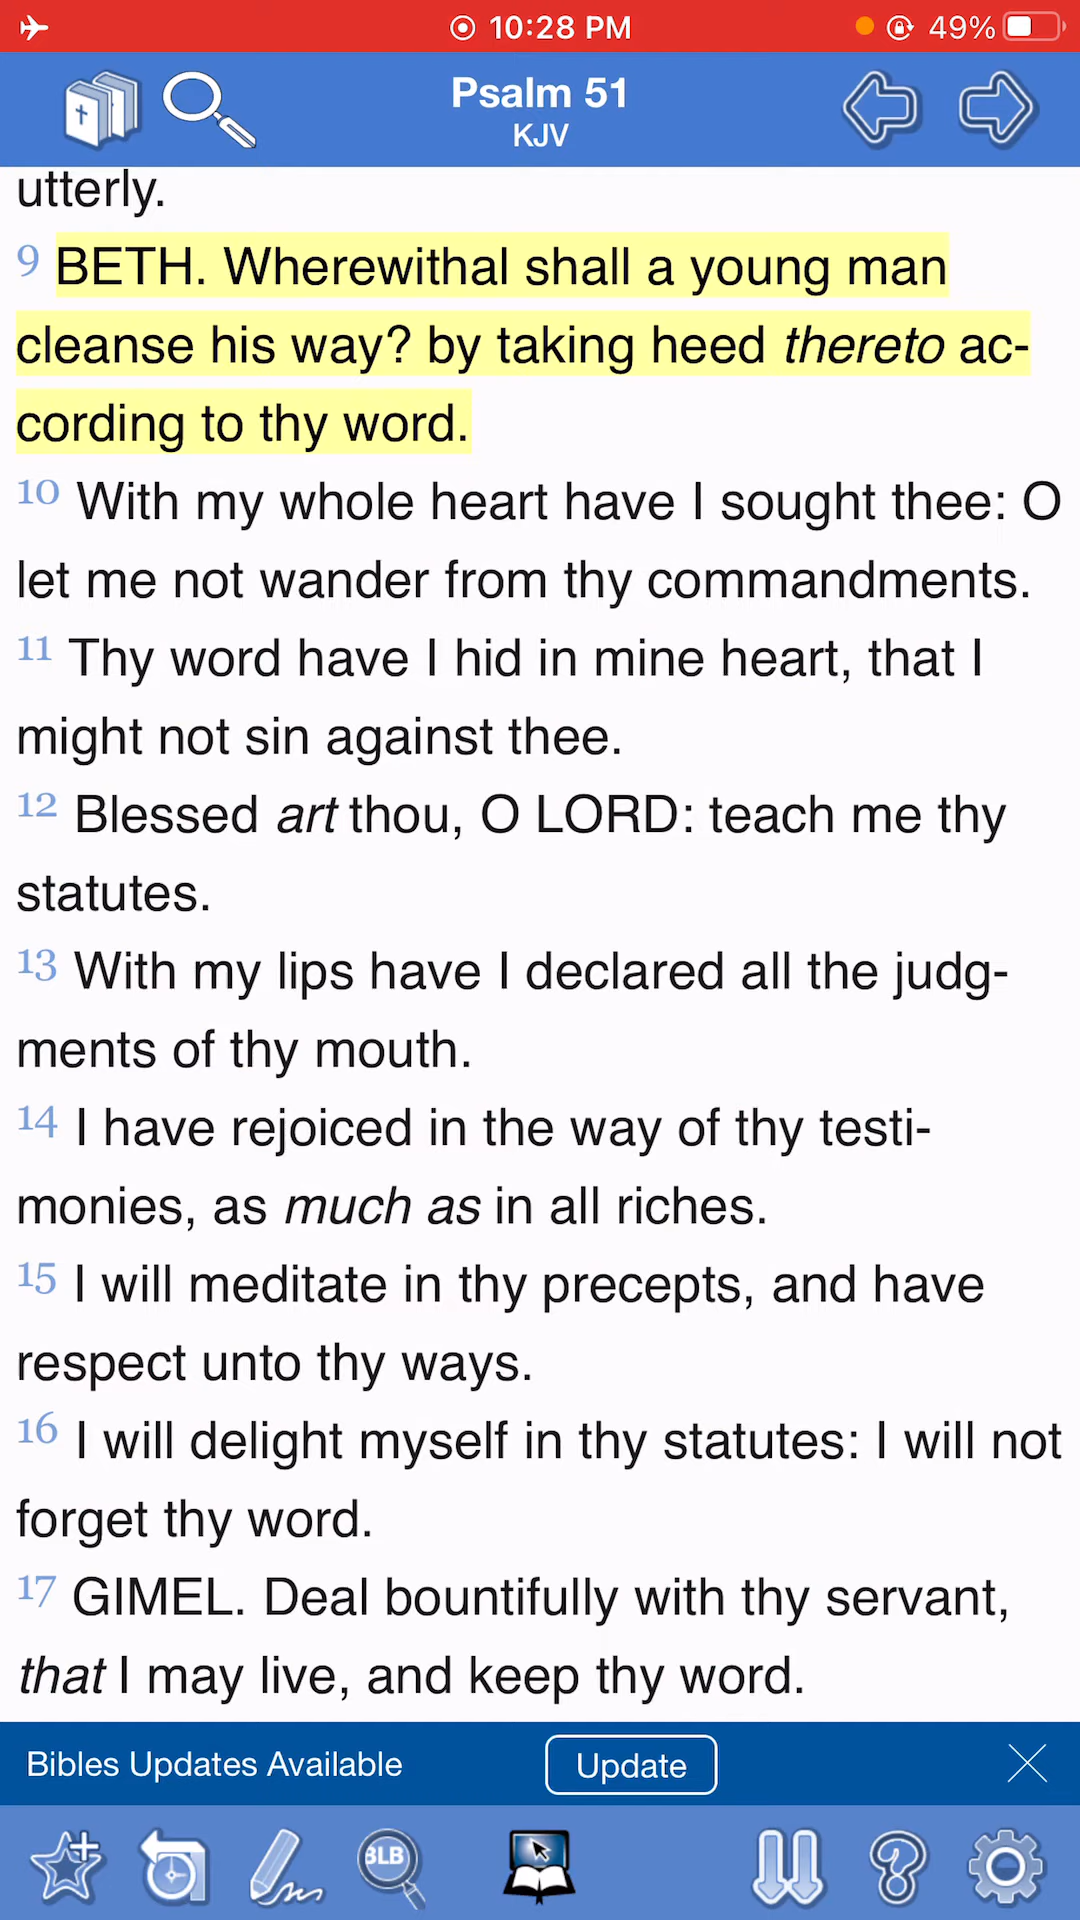 10:28 PM
49%
Psalm 51
KJV
utterly.
9 BETH. Wherewithal shall a young man
cleanse his way? by taking heed thereto ac-
cording to thy word.
10 With my whole heart have I sought thee: O
let me not wander from thy commandments.
11 Thy word have I hid in mine heart, that I
might not sin against thee.
12 Blessed art thou, O LORD: teach me thy
statutes.
13 With my lips have I declared all the judg-
ments of thy mouth.
14 I have rejoiced in the way of thy testi-
monies, as much as in all riches.
15 I will meditate in thy precepts, and have
respect unto thy ways.
16 I will delight myself in thy statutes: I will not
forget thy word.
17 GIMEL. Deal bountifully with thy servant,
that I may live, and keep thy word.
Bibles Updates Available
Update
BLB